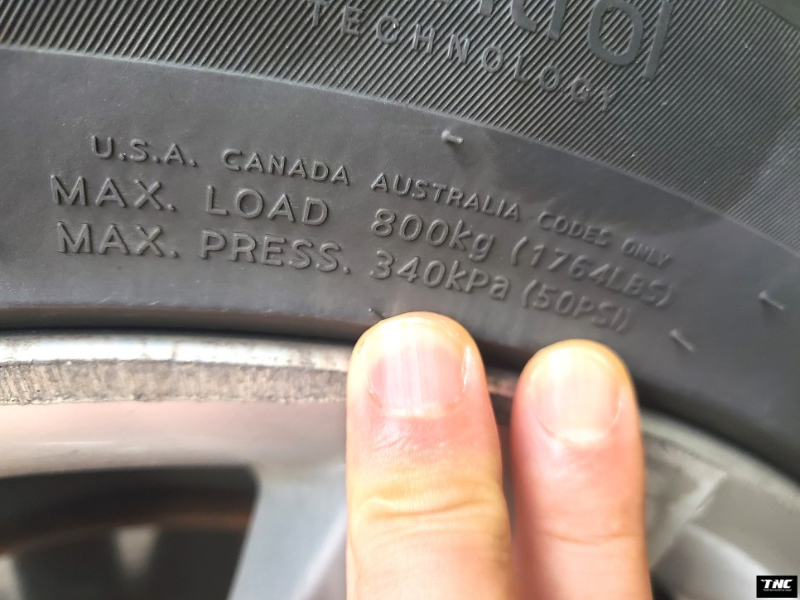 TECHNOLOGY
U.S.A. CANADA AUSTRALIA CODES ONLY
MAX. LOAD 800kg (1764LBS)
MAX. PRESS. 340kPa (50PSI)
TNC